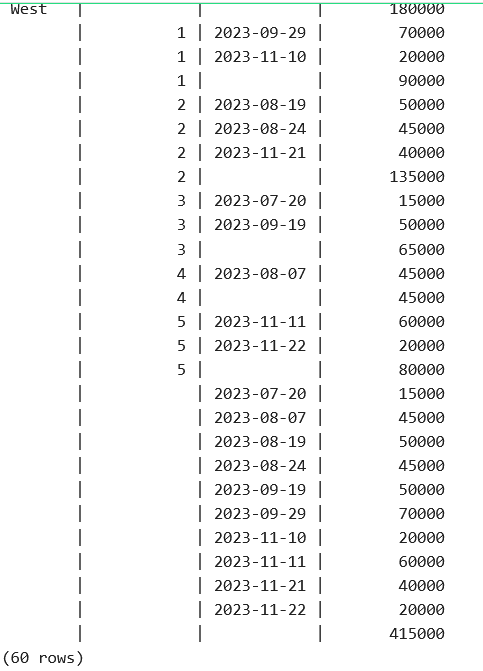 West   |          |            |       180000
       |        1 | 2023-09-29 |        70000
       |        1 | 2023-11-10 |        20000
       |        1 |            |        90000
       |        2 | 2023-08-19 |        50000
       |        2 | 2023-08-24 |        45000
       |        2 | 2023-11-21 |        40000
       |        2 |            |       135000
       |        3 | 2023-07-20 |        15000
       |        3 | 2023-09-19 |        50000
       |        3 |            |        65000
       |        4 | 2023-08-07 |        45000
       |        4 |            |        45000
       |        5 | 2023-11-11 |        60000
       |        5 | 2023-11-22 |        20000
       |        5 |            |        80000
       |          | 2023-07-20 |        15000
       |          | 2023-08-07 |        45000
       |          | 2023-08-19 |        50000
       |          | 2023-08-24 |        45000
       |          | 2023-09-19 |        50000
       |          | 2023-09-29 |        70000
       |          | 2023-11-10 |        20000
       |          | 2023-11-11 |        60000
       |          | 2023-11-21 |        40000
       |          | 2023-11-22 |        20000
       |          |            |       415000
(60 rows)